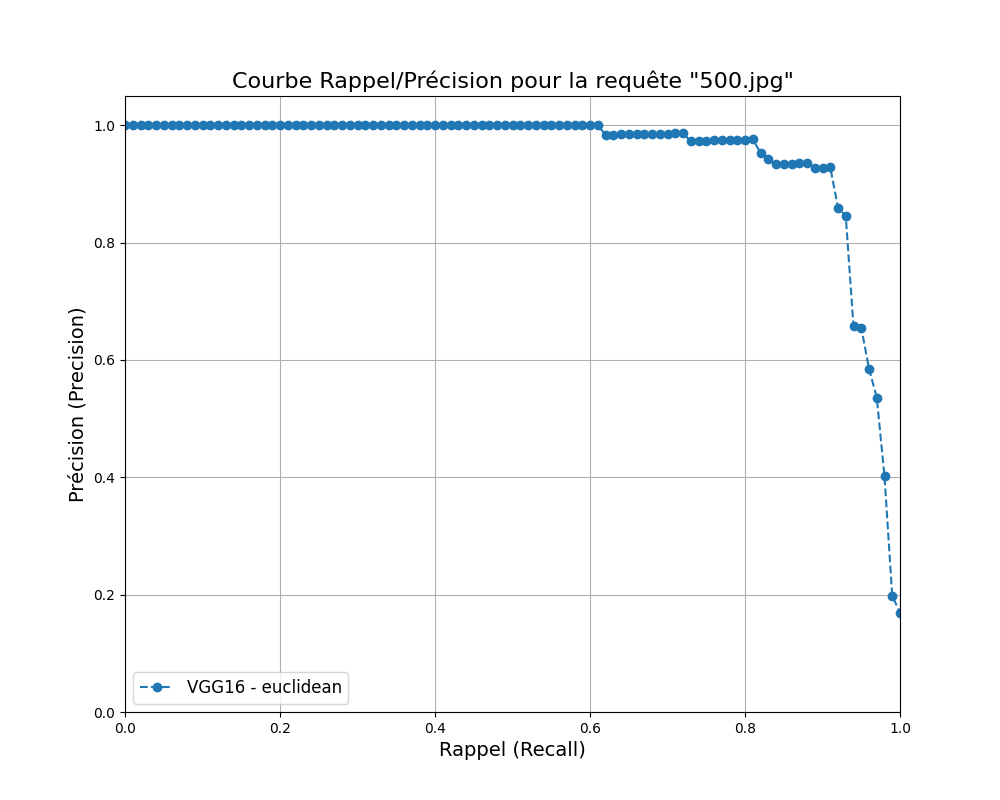 Courbe Rappel/Précision pour la requête "500.jpg"
Précision (Precision)
1.0
0.8
0.6
0.4
0.2
0.0
VGG16 - euclidean
0.0 0.2 0.4 0.6 0.8 1.0
Rappel (Recall)